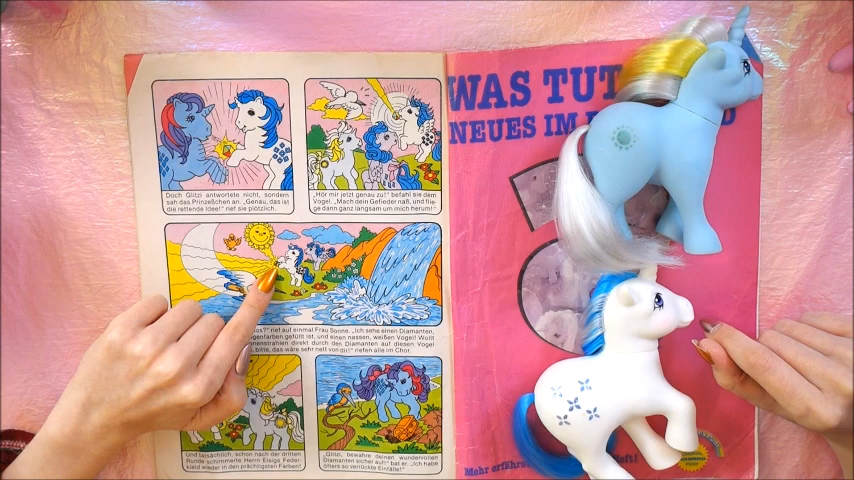 Doch Glitzi antwortete nicht, sondern
sah das Prinzeßchen an. „Genau, das ist
die rettende Idee!" rief sie plötzlich.
„Hör mir jetzt genau zu!" befahl sie dem
Vogel. „Mach dein Gefieder naß, und flie-
ge dann ganz langsam um mich herum!"
rief auf einmal Frau Sonne. „Ich sehe einen Diamanten,
gefüllt ist, und einen nassen, weißen Vogel! Wollt
direkt durch den Diamanten auf diesen Vogel
bitte, das wäre sehr nett von dir!" riefen alle im Chor.
Und tatsächlich, schon nach der dritten
Runde schimmerte Herrn Elsigs Feder-
kleid wieder in den prächtigsten Farben!
„Glitzi, bewahre deinen wundervollen
Diamanten sicher auf!" bat er. „Ich habe
öfters so verrückte Einfälle!"
WAS TUT
NEUES IM
Mehr